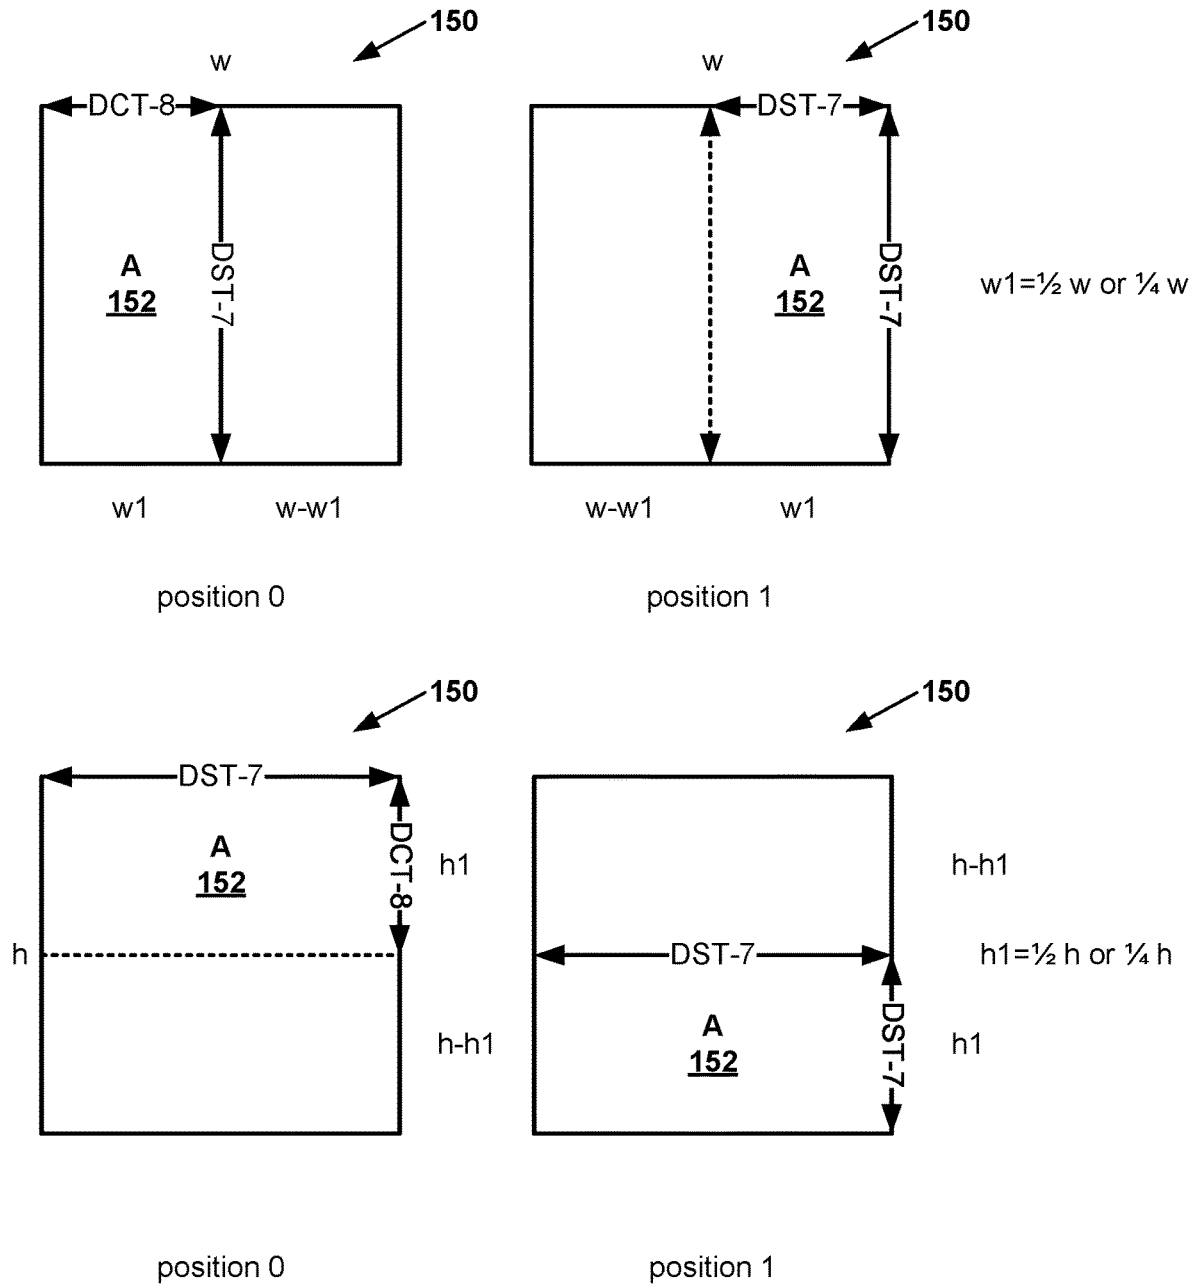 150
150
w
w
DCT-8
DST-7
DST-7
DST-7
A
152
A
152
w1=½ w or ¼ w
w1
w-w1
w-w1
w1
position 0
position 1
150
150
DST-7
DCT-8
A
152
h1
h-h1
h
DST-7
h1=½ h or ¼ h
h-h1
A
152
DST-7
h1
position 0
position 1